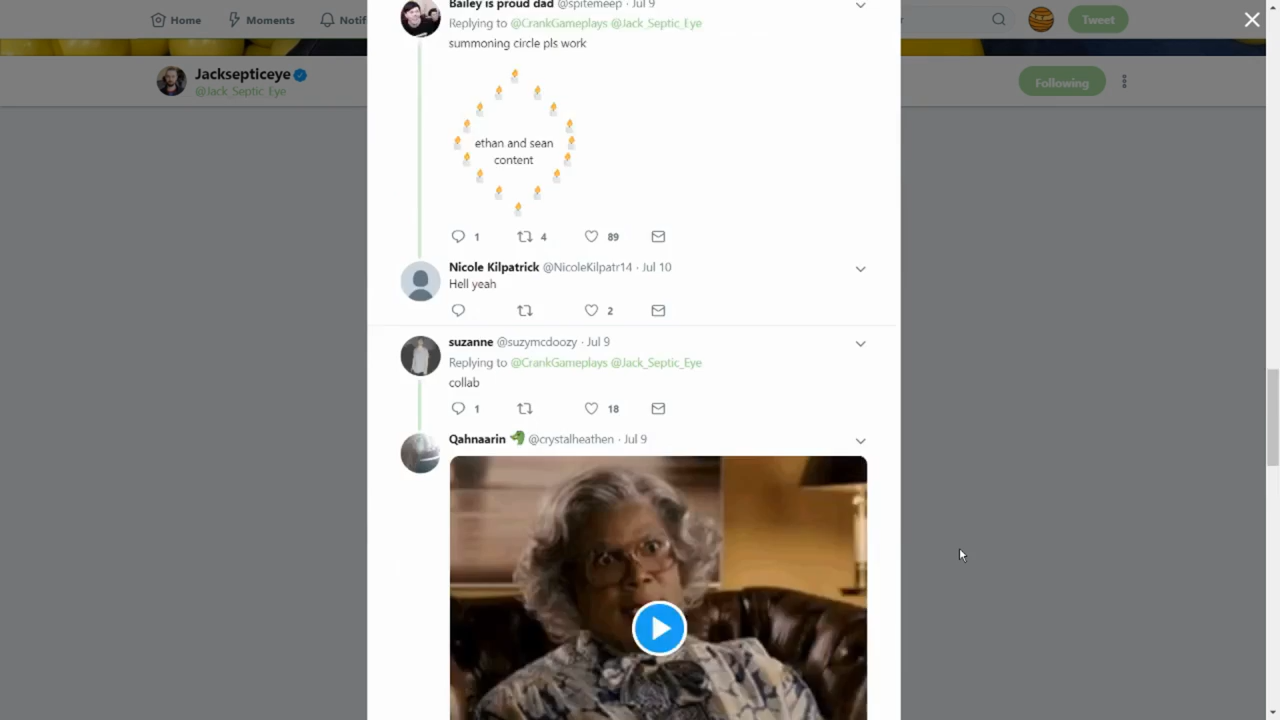 Home
Moments
Notif
Tweet
Jacksepticeye
@Jack_Septic_Eye
Following
Bailey is proud dad @spitemeep · Jul 9
Replying to @CrankGameplays @Jack_Septic_Eye
summoning circle pls work
ethan and sean
content
1 4 89
Nicole Kilpatrick @NicoleKilpatr14 · Jul 10
Hell yeah
2
suzanne @suzymcdoozy · Jul 9
Replying to @CrankGameplays @Jack_Septic_Eye
collab
1 18
Qahnaarin @crystalheathen · Jul 9